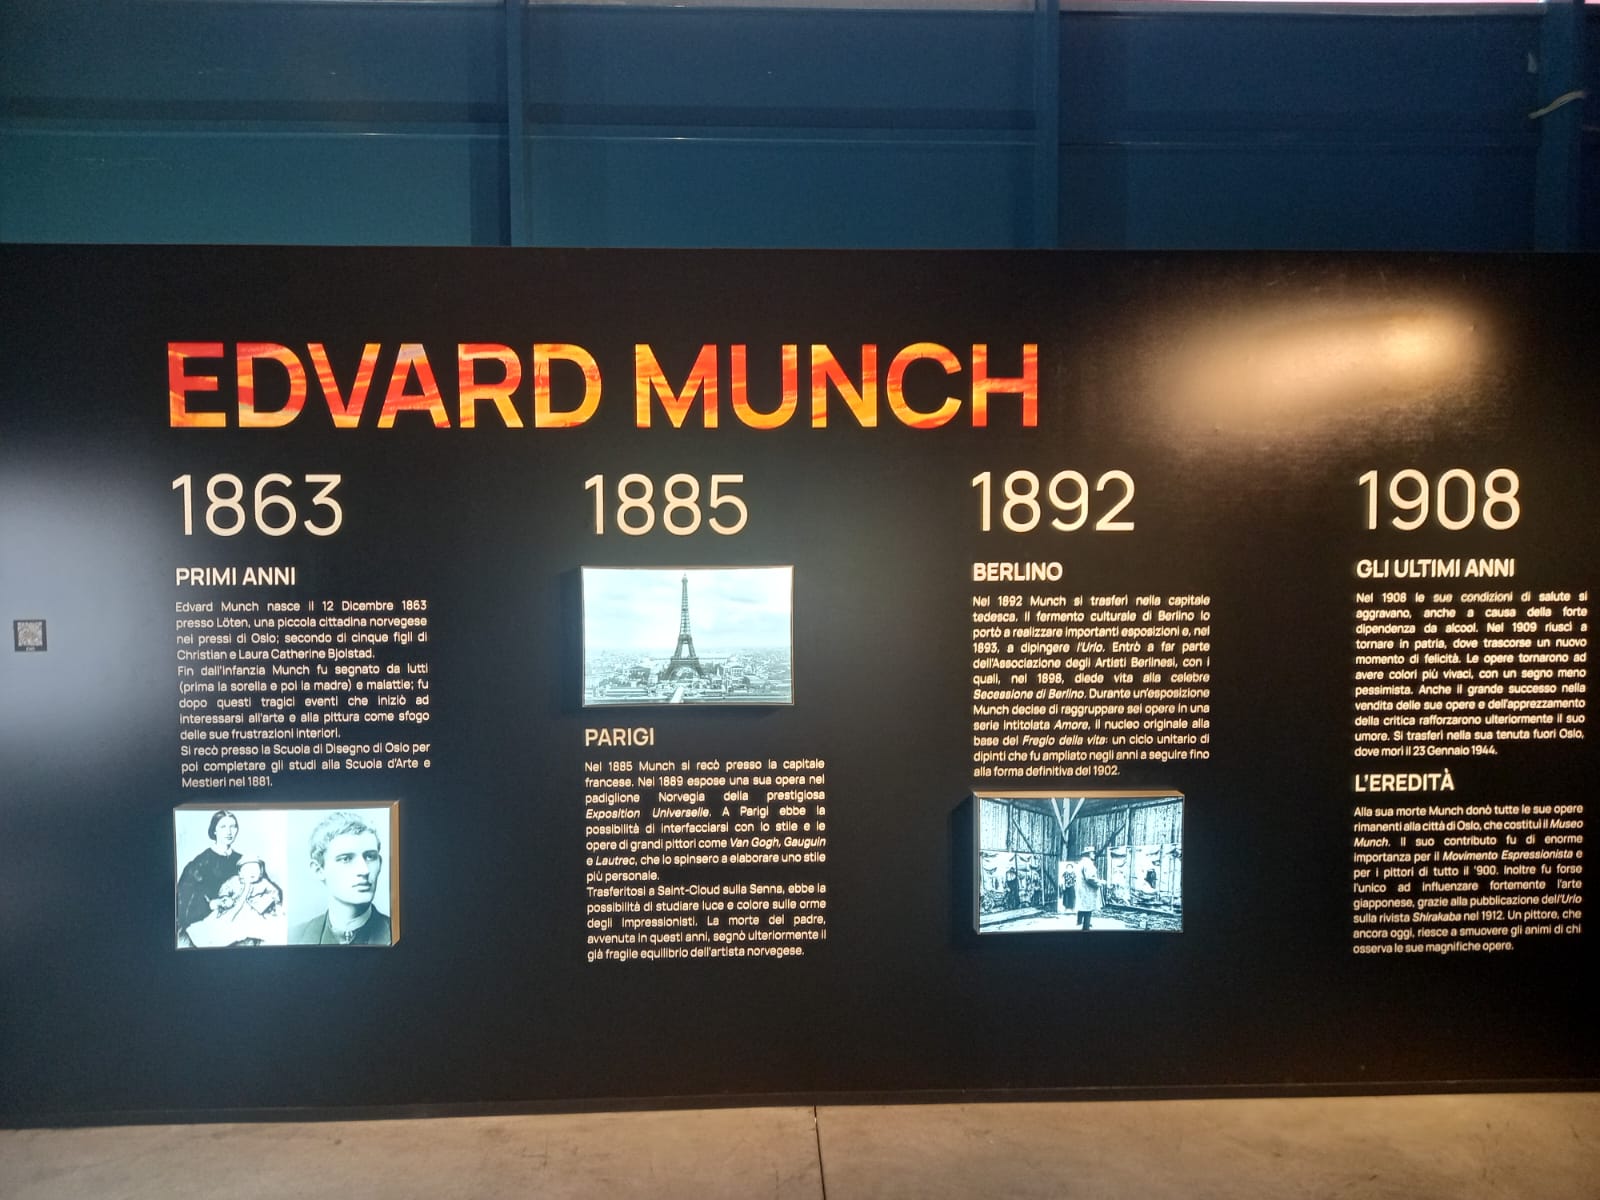 EDVARD MUNCH
1863
PRIMI ANNI
Edvard Munch nasce il 12 Dicembre 1863
presso Löten, una piccola cittadina norvegese
nei pressi di Oslo; secondo di cinque figli di
Christian e Laura Catherine Bjolstad.
Fin dall'infanzia Munch fu segnato da lutti
(prima la sorella e poi la madre) e malattie; fu
dopo questi tragici eventi che iniziò ad
interessarsi all'arte e alla pittura come sfogo
delle sue frustrazioni interiori.
Si recò presso la Scuola di Disegno di Oslo per
poi completare gli studi alla Scuola d'Arte e
Mestieri nel 1881.
1885
PARIGI
Nel 1885 Munch si recò presso la capitale
francese. Nel 1889 espose una sua opera nel
padiglione Norvegia della prestigiosa
Exposition Universelle. A Parigi ebbe la
possibilità di interfacciarsi con lo stile e le
opere di grandi pittori come Van Gogh, Gauguin
e Lautrec, che lo spinsero a elaborare uno stile
più personale.
Trasferitosi a Saint-Cloud sulla Senna, ebbe la
possibilità di studiare luce e colore sulle orme
degli Impressionisti. La morte del padre,
avvenuta in questi anni, segnò ulteriormente il
già fragile equilibrio dell'artista norvegese.
1892
BERLINO
Nel 1892 Munch si trasferì nella capitale
tedesca. Il fermento culturale di Berlino lo
portò a realizzare importanti esposizioni e, nel
1893, a dipingere l'Urlo. Entrò a far parte
dell'Associazione degli Artisti Berlinesi, con i
quali, nel 1898, diede vita alla celebre
Secessione di Berlino. Durante un'esposizione
Munch decise di raggruppare sei opere in una
serie intitolata Amore, il nucleo originale alla
base del Fregio della vita: un ciclo unitario di
dipinti che fu ampliato negli anni a seguire fino
alla forma definitiva del 1902.
1908
GLI ULTIMI ANNI
Nel 1908 le sue condizioni di salute si
aggravano, anche a causa della forte
dipendenza da alcool. Nel 1909 riuscì a
tornare in patria, dove trascorse un nuovo
momento di felicità. Le opere tornarono ad
avere colori più vivaci, con un segno meno
pessimista. Anche il grande successo nella
vendita delle sue opere e dell'apprezzamento
della critica rafforzarono ulteriormente il suo
umore. Si trasferì nella sua tenuta fuori Oslo,
dove morì il 23 Gennaio 1944.
L'EREDITÀ
Alla sua morte Munch donò tutte le sue opere
rimanenti alla città di Oslo, che costituì il Museo
Munch. Il suo contributo fu di enorme
importanza per il Movimento Espressionista e
per i pittori di tutto il '900. Inoltre fu forse
l'unico ad influenzare fortemente l'arte
giapponese, grazie alla pubblicazione dell'Urlo
sulla rivista Shirakaba nel 1912. Un pittore, che
ancora oggi, riesce a smuovere gli animi di chi
osserva le sue magnifiche opere.